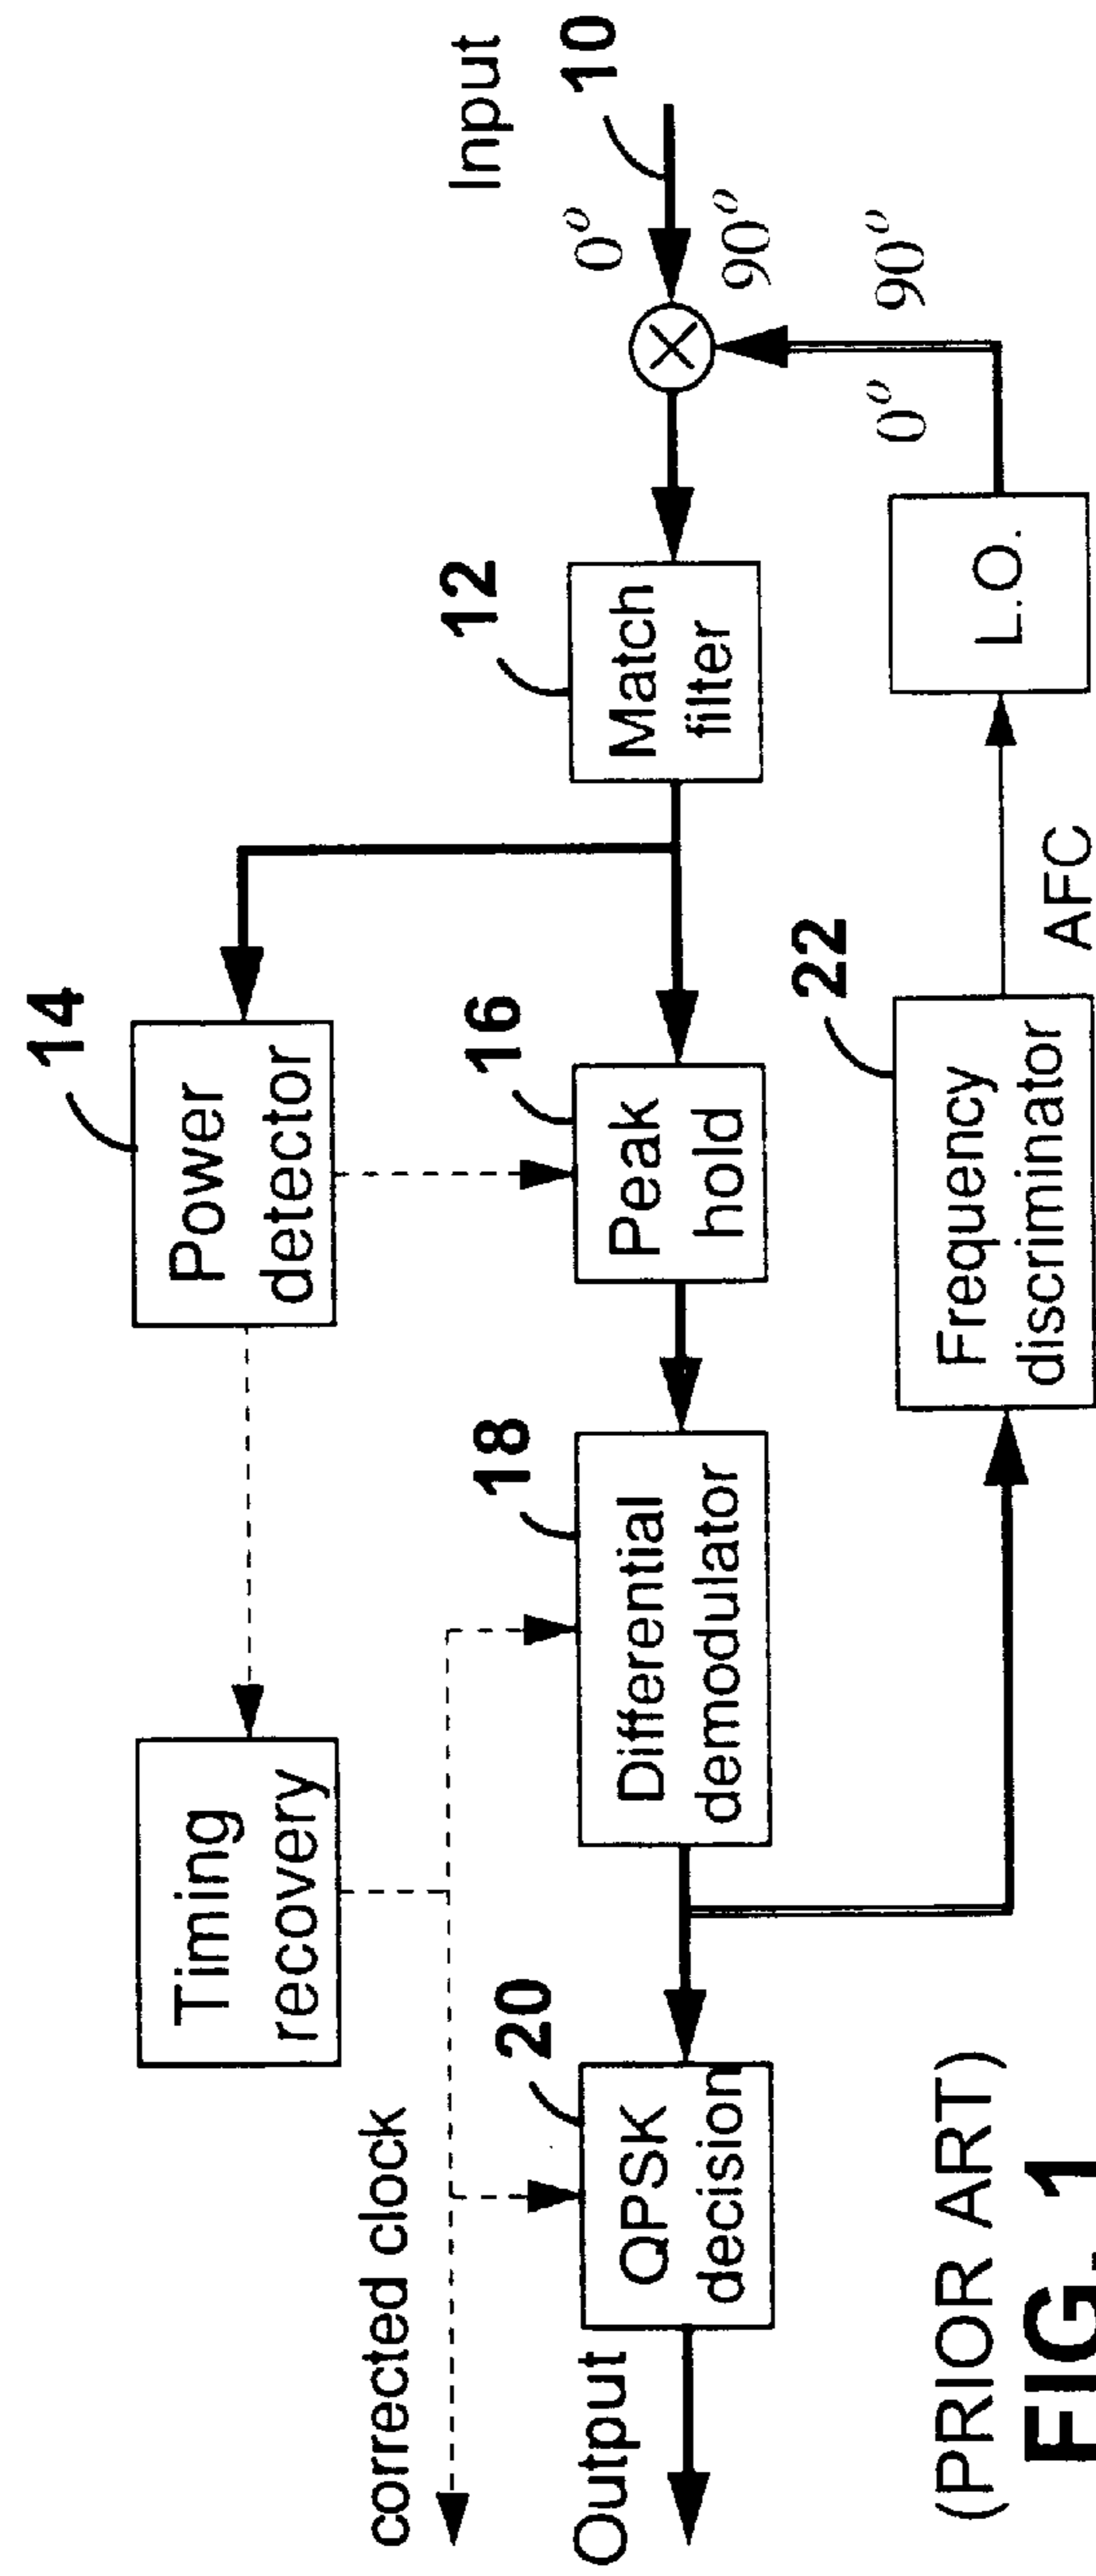 Input
10
0°
90°
90°
0°
12
Match
filter
L.O.
14
Power
detector
16
Peak
hold
22
Frequency
discriminator
AFC
18
Differential
demodulator
Timing
recovery
20
QPSK
decision
corrected clock
Output
(PRIOR ART)
FIG. 1